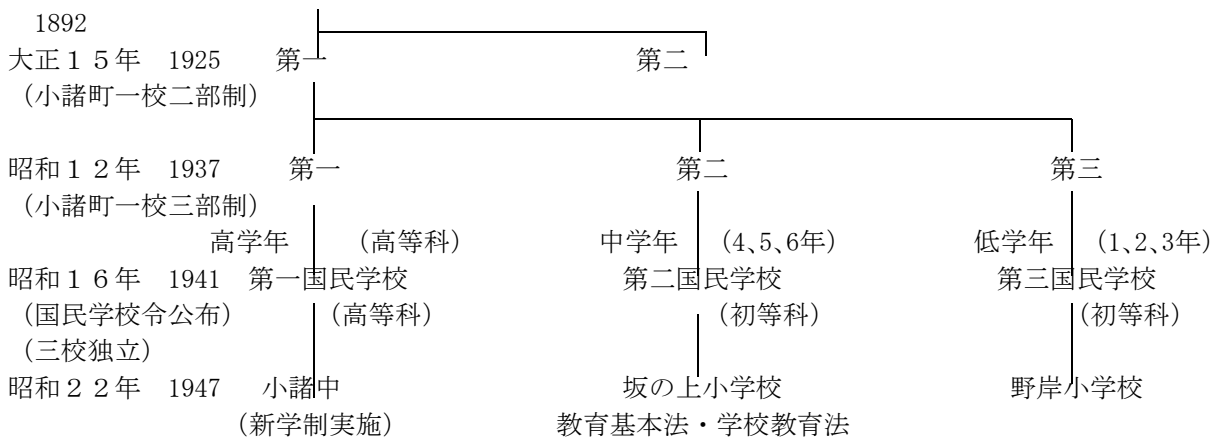 1892
大正１５年　1925　第一　第二
（小諸町一校二部制）
昭和１２年　1937　第一　第二　第三
（小諸町一校三部制）
高学年　（高等科）　中学年　（4、5、6年）　低学年　（1、2、3年）
昭和１６年　1941　第一国民学校　第二国民学校　第三国民学校
（国民学校令公布）　（高等科）　（初等科）　（初等科）
（三校独立）
昭和２２年　1947　小諸中　坂の上小学校　野岸小学校
（新学制実施）　教育基本法・学校教育法